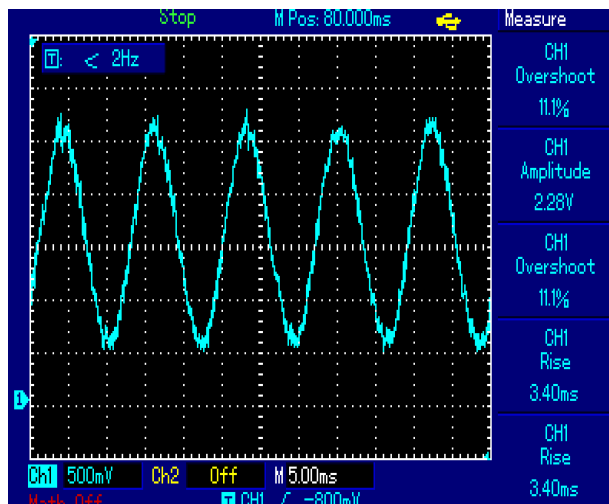 Stop M Pos: 80.000ms Measure
T: < 2Hz
CH1
Overshoot
11.1%
CH1
Amplitude
2.28V
CH1
Overshoot
11.1%
CH1
Rise
3.40ms
CH1
Rise
3.40ms
1
Ch1 500mV Ch2 Off M 5.00ms
Math Off T CH1 -800mV